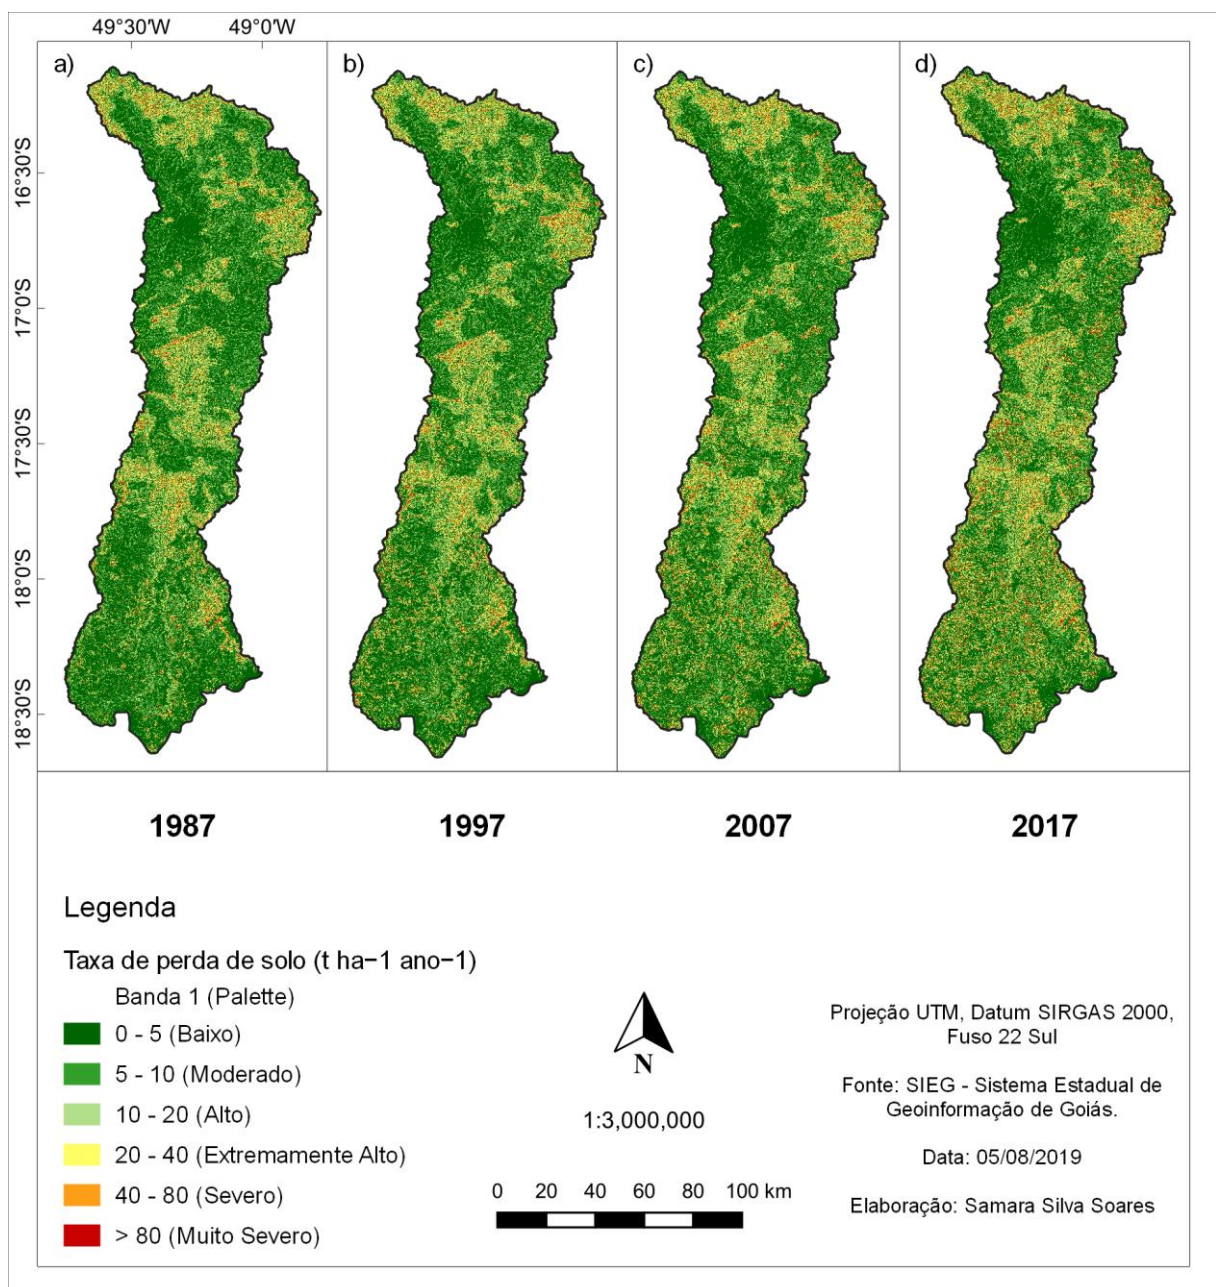 49°30'W
49°0'W
a)
b)
c)
d)
16°30'S
17°0'S
17°30'S
18°0'S
18°30'S
1987
1997
2007
2017
Legenda
Taxa de perda de solo (t ha−1 ano−1)
Banda 1 (Palette)
0 - 5 (Baixo)
5 - 10 (Moderado)
10 - 20 (Alto)
20 - 40 (Extremamente Alto)
40 - 80 (Severo)
> 80 (Muito Severo)
N
1:3,000,000
0 20 40 60 80 100 km
Projeção UTM, Datum SIRGAS 2000,
Fuso 22 Sul
Fonte: SIEG - Sistema Estadual de
Geoinformação de Goiás.
Data: 05/08/2019
Elaboração: Samara Silva Soares